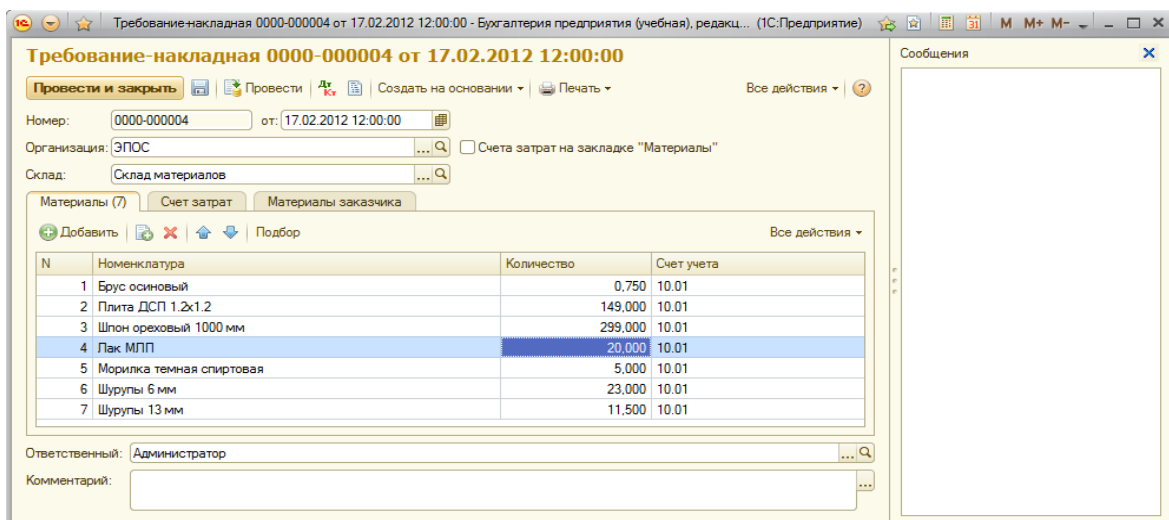 Требование-накладная 0000-000004 от 17.02.2012 12:00:00 - Бухгалтерия предприятия (учебная), редакц... (1С:Предприятие) M M+ M-
Требование-накладная 0000-000004 от 17.02.2012 12:00:00
Провести и закрыть Провести Дт Кт Создать на основании Печать Все действия ?
Номер: 0000-000004 от: 17.02.2012 12:00:00
Организация: ЭПОС ... Счета затрат на закладке "Материалы"
Склад: Склад материалов ...
Материалы (7) Счет затрат Материалы заказчика
Добавить Подбор Все действия
N Номенклатура Количество Счет учета
1 Брус осиновый 0,750 10.01
2 Плита ДСП 1.2x1.2 149,000 10.01
3 Шпон ореховый 1000 мм 299,000 10.01
4 Лак МЛП 20,000 10.01
5 Морилка темная спиртовая 5,000 10.01
6 Шурупы 6 мм 23,000 10.01
7 Шурупы 13 мм 11,500 10.01
Ответственный: Администратор ...
Комментарий: ...
Сообщения